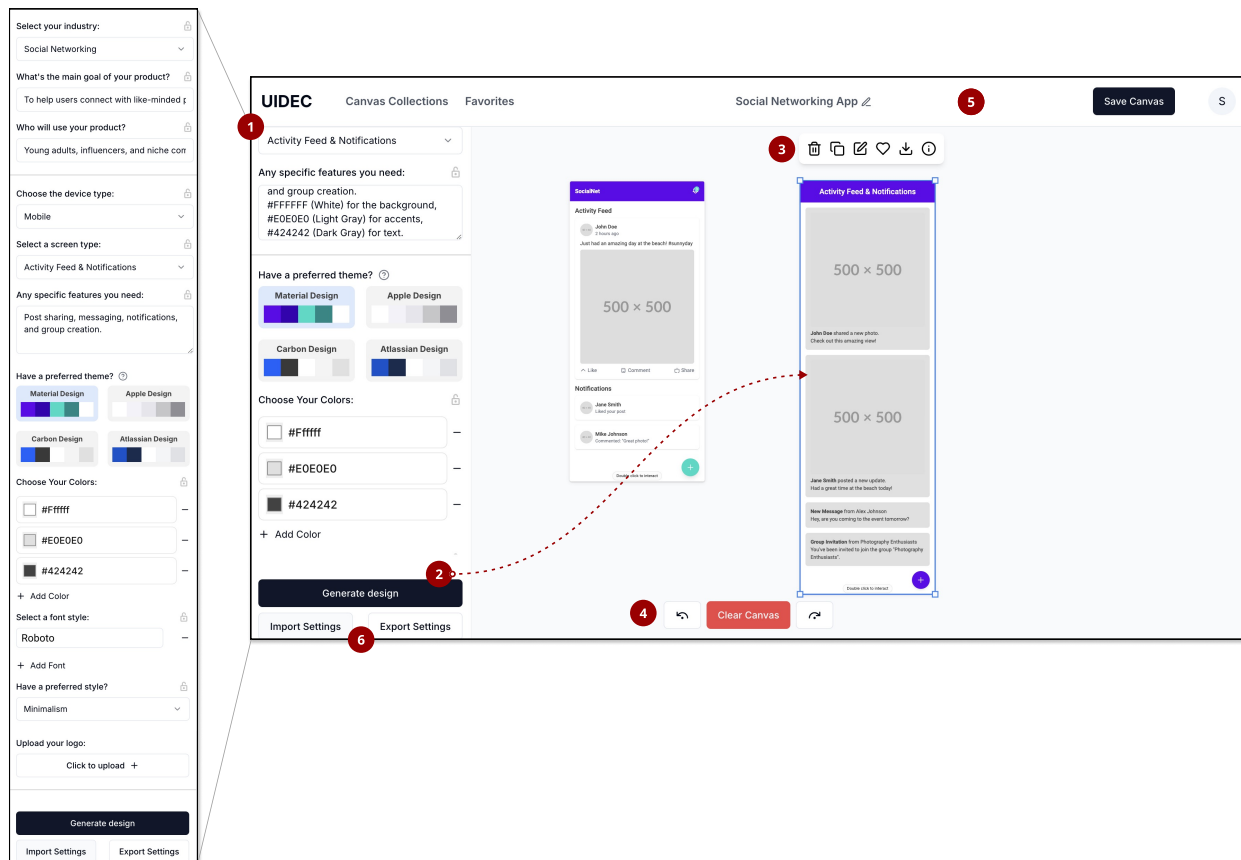 Select your industry:
Social Networking
What's the main goal of your product?
To help users connect with like-minded p
Who will use your product?
Young adults, influencers, and niche com
Choose the device type:
Mobile
Select a screen type:
Activity Feed & Notifications
Any specific features you need:
Post sharing, messaging, notifications,
and group creation.
Have a preferred theme?
Material Design
Apple Design
Carbon Design
Atlassian Design
Choose Your Colors:
#Ffffff
#E0E0E0
#424242
+ Add Color
Select a font style:
Roboto
+ Add Font
Have a preferred style?
Minimalism
Upload your logo:
Click to upload +
Generate design
Import Settings
Export Settings
1
UIDEC
Canvas Collections
Favorites
Social Networking App
5
Save Canvas
S
Activity Feed & Notifications
Any specific features you need:
and group creation.
#FFFFFF (White) for the background,
#E0E0E0 (Light Gray) for accents,
#424242 (Dark Gray) for text.
Have a preferred theme?
Material Design
Apple Design
Carbon Design
Atlassian Design
Choose Your Colors:
#Ffffff
#E0E0E0
#424242
+ Add Color
2
Generate design
Import Settings
6
Export Settings
SocialNet
Activity Feed
John Doe
2 hours ago
Just had an amazing day at the beach! #sunnyday
500 × 500
Like
Comment
Share
Notifications
Jane Smith
Liked your post
Mike Johnson
Commented: "Great photo!"
+
Double click to interact
3
Activity Feed & Notifications
500 × 500
John Doe shared a new photo.
Check out this amazing view!
500 × 500
Jane Smith posted a new update.
Had a great time at the beach today!
New Message from Alex Johnson
Hey, are you coming to the event tomorrow?
Group Invitation from Photography Enthusiasts
You've been invited to join the group "Photography
Enthusiasts".
+
Double click to interact
4
Clear Canvas